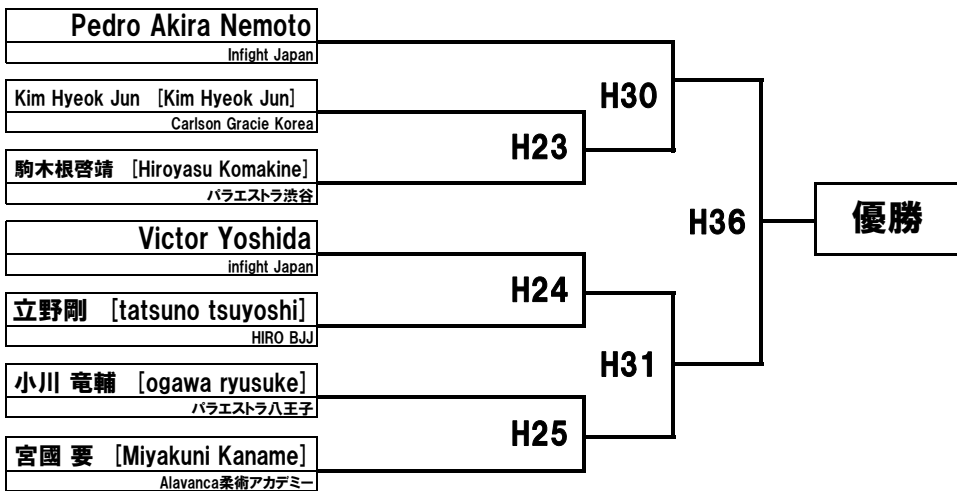 Pedro Akira Nemoto
Infight Japan
Kim Hyeok Jun [Kim Hyeok Jun]
Carlson Gracie Korea
駒木根啓靖 [Hiroyasu Komakine]
パラエストラ渋谷
Victor Yoshida
infight Japan
立野剛 [tatsuno tsuyoshi]
HIRO BJJ
小川 竜輔 [ogawa ryusuke]
パラエストラ八王子
宮國 要 [Miyakuni Kaname]
Alavanca柔術アカデミー
H23
H24
H25
H30
H31
H36
優勝